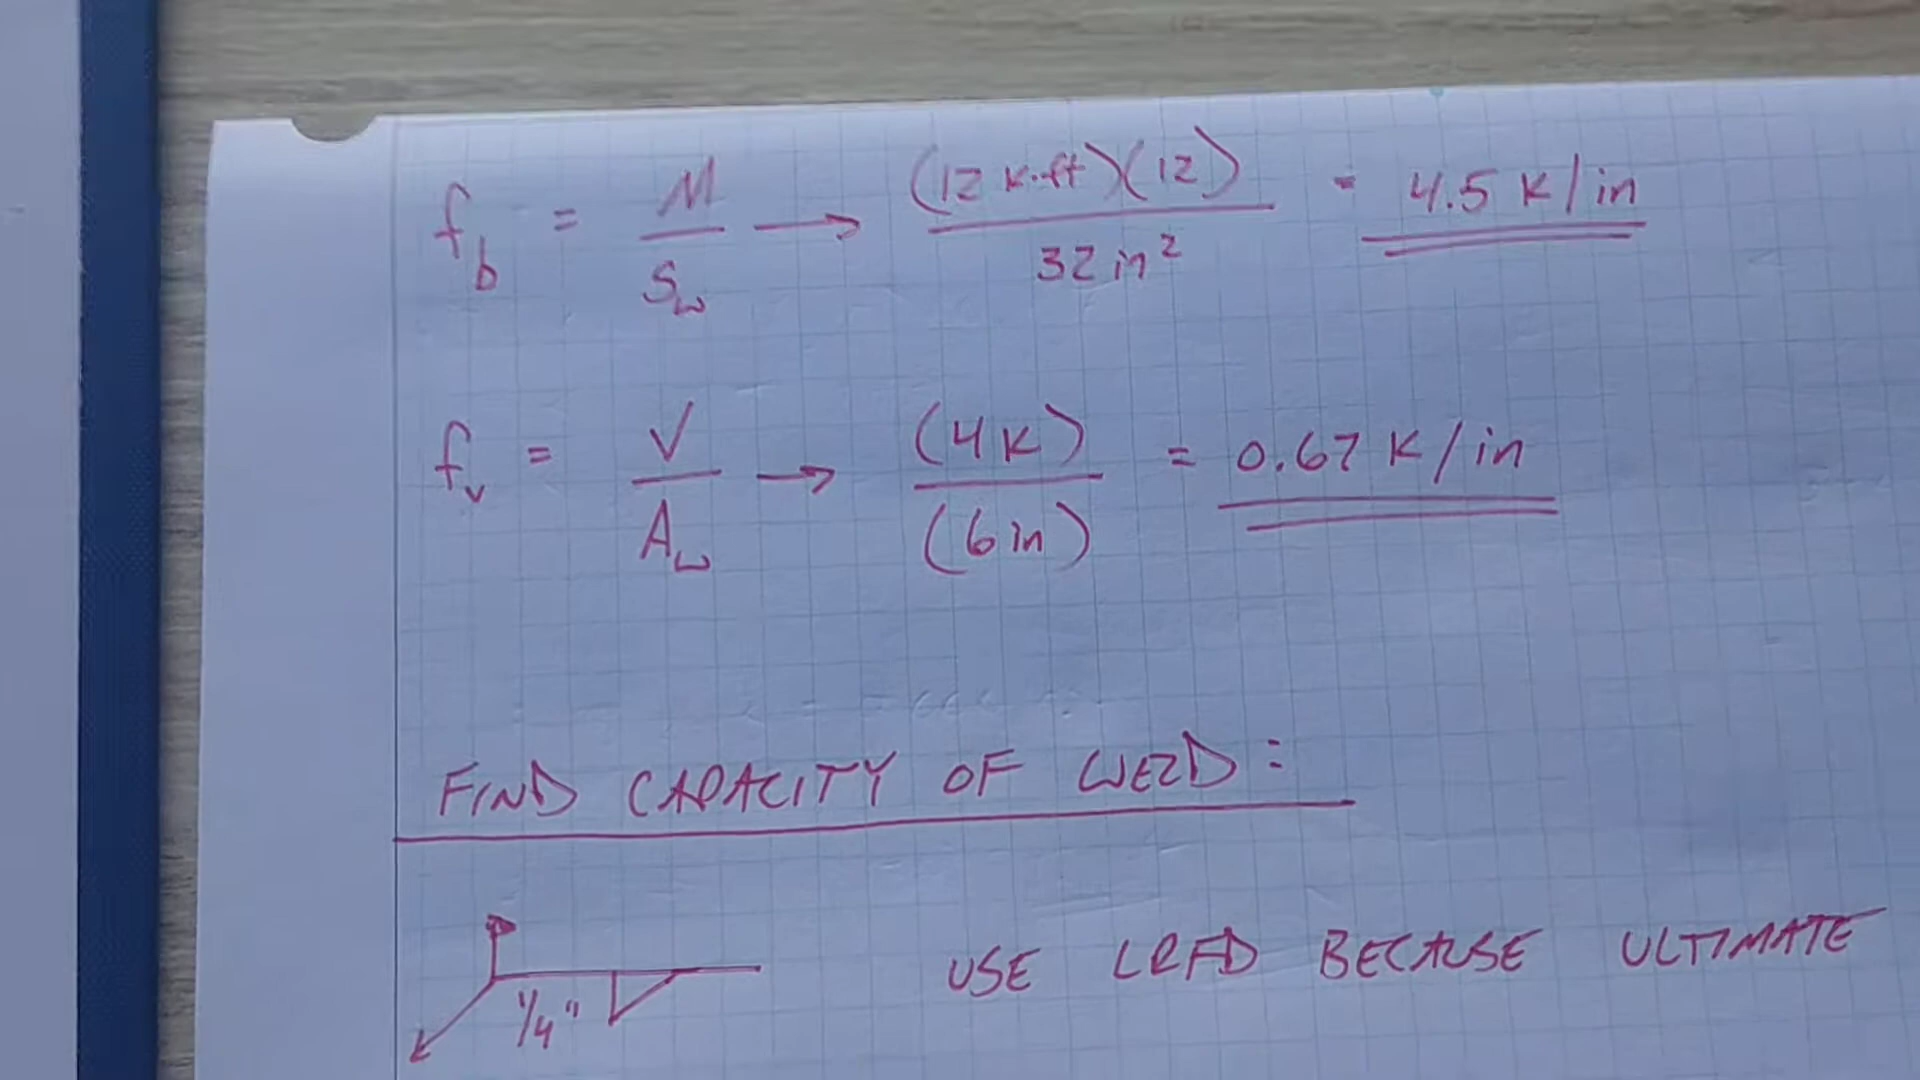 f_b = M / S_w → (12 k·ft)(12) / 32 in² = 4.5 k/in
f_v = V / A_w → (4k) / (6 in) = 0.67 k/in
FIND CAPACITY OF WELD:
1/4" USE LRFD BECAUSE ULTIMATE